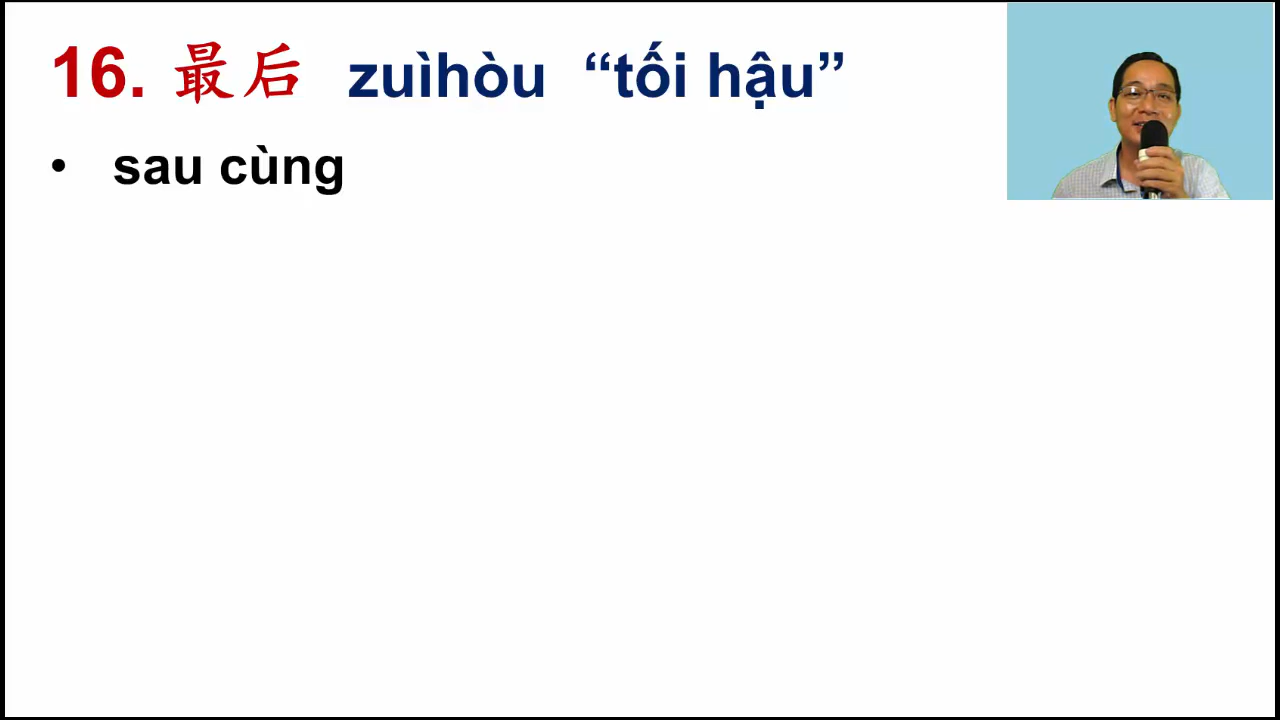 16. 最后 zuìhòu “tối hậu”
• sau cùng